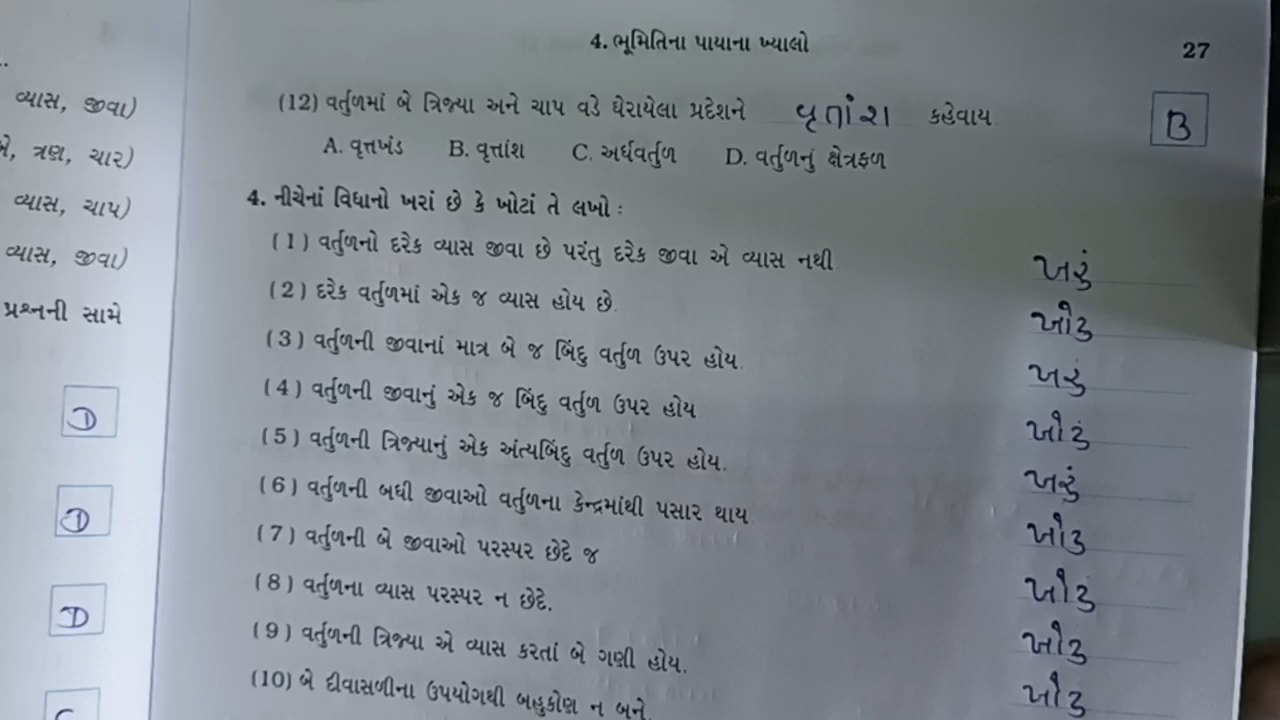 4. ભૂમિતિના પાયાના ખ્યાલો 27
વ્યાસ, જીવા)
ત્રણ, ચાર)
વ્યાસ, ચાપ)
વ્યાસ, જીવા)
પ્રશ્નની સામે
D
D
D
(12) વર્તુળમાં બે ત્રિજ્યા અને ચાપ વડે ઘેરાયેલા પ્રદેશને વૃતાંશ કહેવાય B
A. વૃત્તખંડ B. વૃત્તાંશ C. અર્ધવર્તુળ D. વર્તુળનું ક્ષેત્રફળ
4. નીચેનાં વિધાનો ખરાં છે કે ખોટાં તે લખો :
(1) વર્તુળનો દરેક વ્યાસ જીવા છે પરંતુ દરેક જીવા એ વ્યાસ નથી ખરું
(2) દરેક વર્તુળમાં એક જ વ્યાસ હોય છે. ખોટુ
(3) વર્તુળની જીવાનાં માત્ર બે જ બિંદુ વર્તુળ ઉપર હોય. ખરું
(4) વર્તુળની જીવાનું એક જ બિંદુ વર્તુળ ઉપર હોય ખોટું
(5) વર્તુળની ત્રિજ્યાનું એક અંત્યબિંદુ વર્તુળ ઉપર હોય. ખરું
(6) વર્તુળની બધી જીવાઓ વર્તુળના કેન્દ્રમાંથી પસાર થાય ખોટુ
(7) વર્તુળની બે જીવાઓ પરસ્પર છેદે જ ખોટુ
(8) વર્તુળના વ્યાસ પરસ્પર ન છેદે. ખોટુ
(9) વર્તુળની ત્રિજ્યા એ વ્યાસ કરતાં બે ગણી હોય. ખોટુ
(10) બે દીવાસળીના ઉપયોગથી બહુકોણ ન બને.